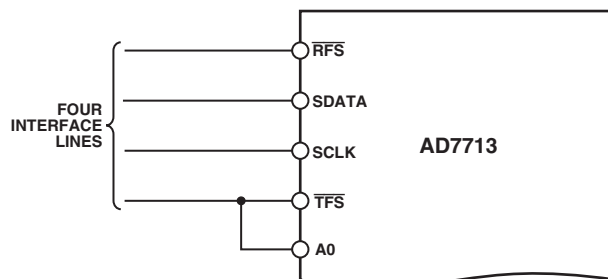 RFS
SDATA
FOUR
INTERFACE
LINES
SCLK
AD7713
TFS
A0